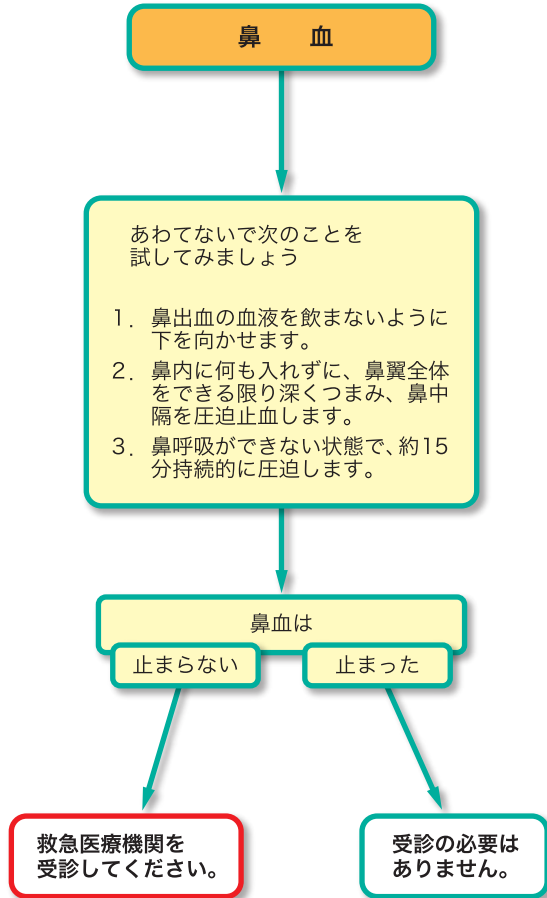 鼻　血
あわてないで次のことを
試してみましょう
1．鼻出血の血液を飲まないように
下を向かせます。
2．鼻内に何も入れずに、鼻翼全体
をできる限り深くつまみ、鼻中
隔を圧迫止血します。
3．鼻呼吸ができない状態で、約15
分持続的に圧迫します。
鼻血は
止まらない
止まった
救急医療機関を
受診してください。
受診の必要は
ありません。